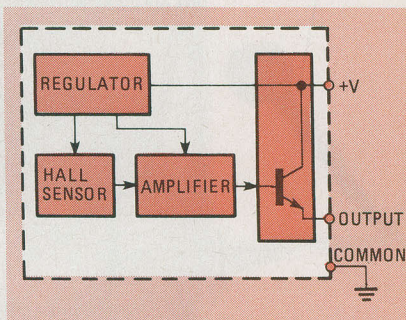 REGULATOR
+V
HALL
SENSOR
AMPLIFIER
OUTPUT
COMMON